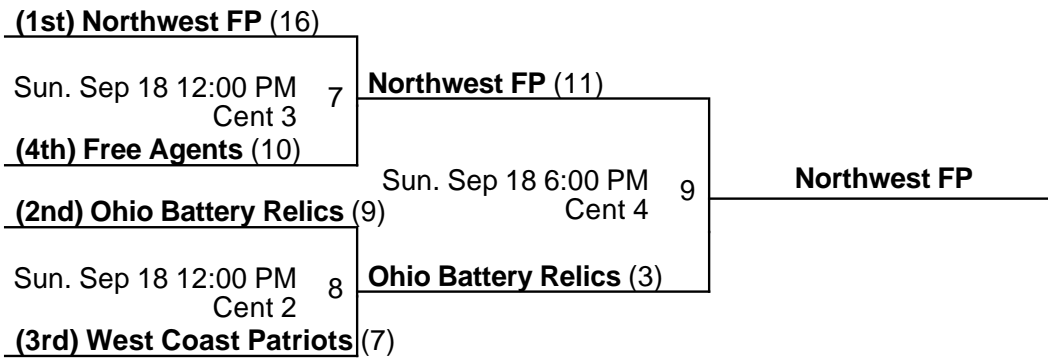 (1st) Northwest FP (16)
Sun. Sep 18 12:00 PM
Cent 3
7
(4th) Free Agents (10)
Northwest FP (11)
(2nd) Ohio Battery Relics (9)
Sun. Sep 18 12:00 PM
Cent 2
8
(3rd) West Coast Patriots (7)
Ohio Battery Relics (3)
Sun. Sep 18 6:00 PM
Cent 4
9
Northwest FP